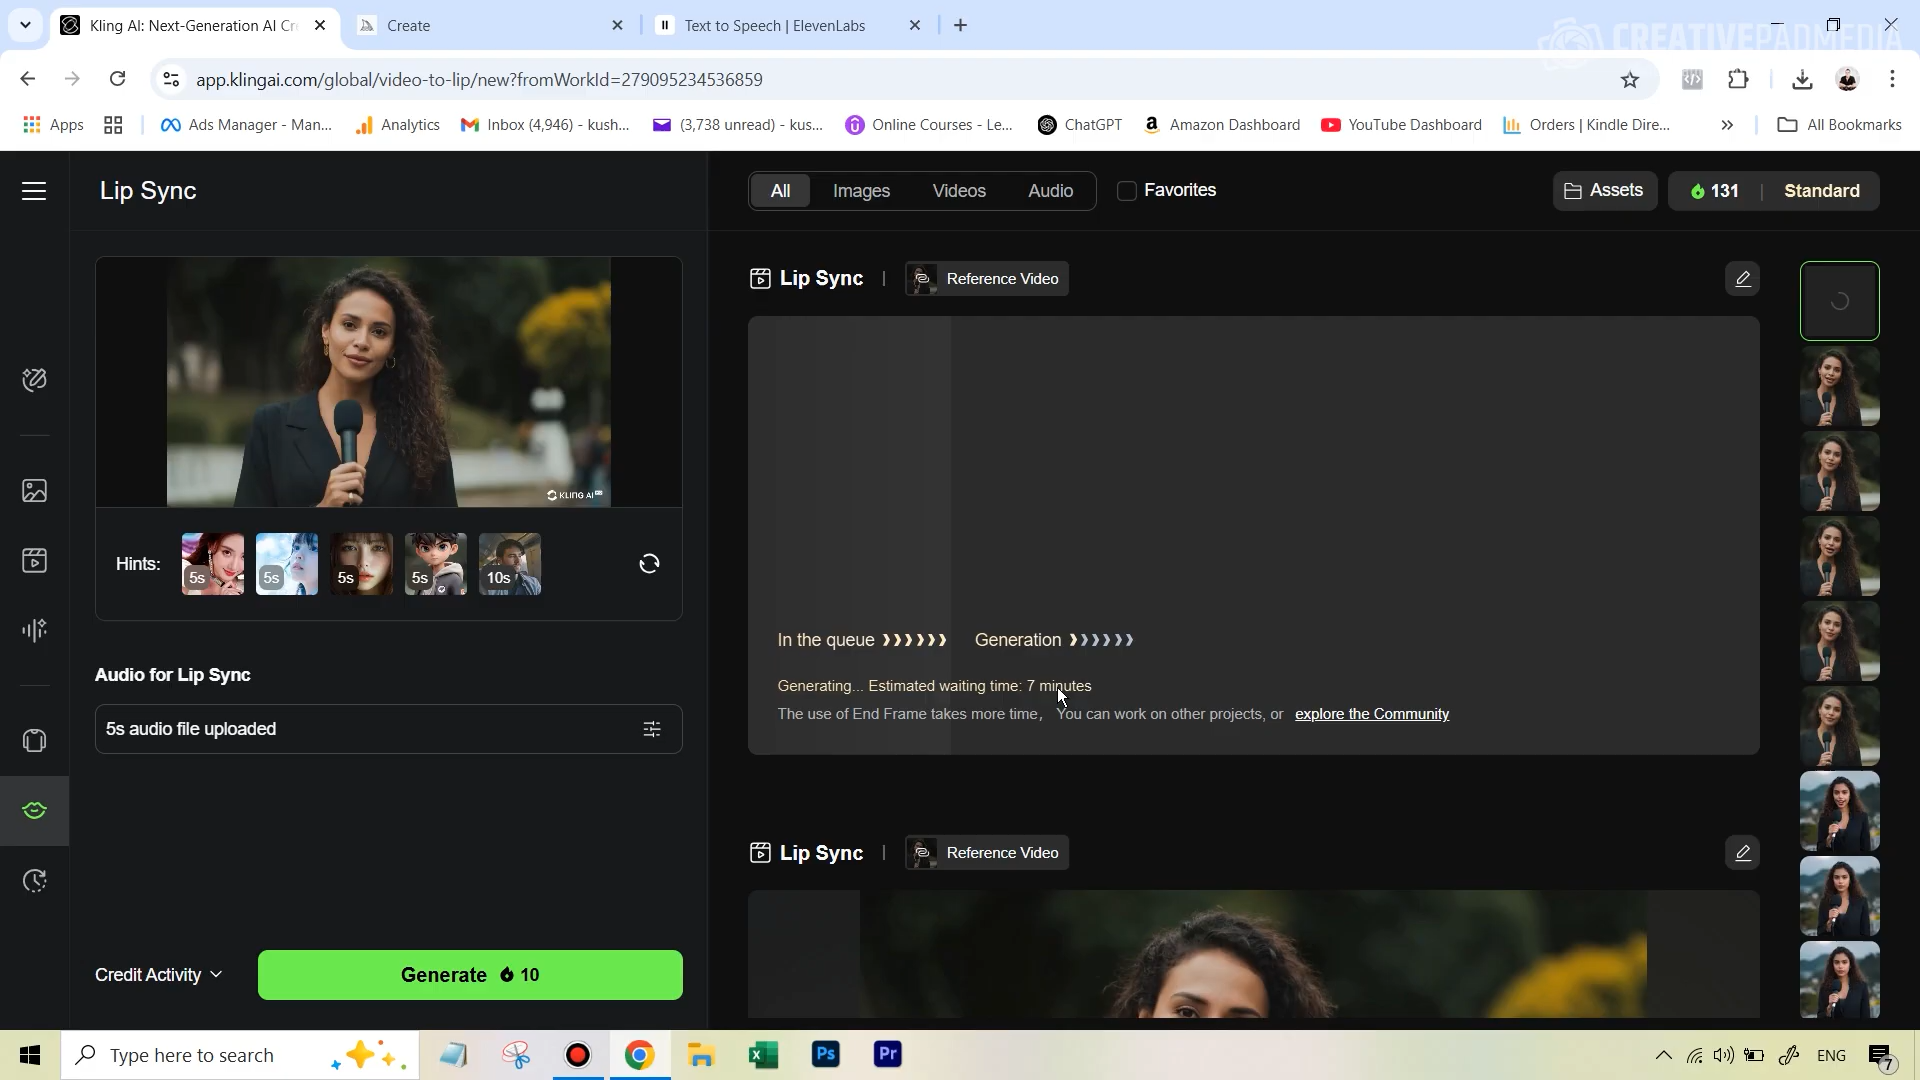 Kling AI: Next-Generation AI Cr
Create
Text to Speech | ElevenLabs
CREATIVEPADMEDIA
app.klingai.com/global/video-to-lip/new?fromWorkId=279095234536859
Apps
Ads Manager - Man...
Analytics
Inbox (4,946) - kush...
(3,738 unread) - kus...
Online Courses - Le...
ChatGPT
Amazon Dashboard
YouTube Dashboard
Orders | Kindle Dire...
All Bookmarks
Lip Sync
All
Images
Videos
Audio
Favorites
Assets
131 | Standard
KLING AI
Hints:
5s
5s
5s
5s
10s
Audio for Lip Sync
5s audio file uploaded
Credit Activity
Generate 10
Lip Sync | Reference Video
In the queue
Generation
Generating... Estimated waiting time: 7 minutes
The use of End Frame takes more time, You can work on other projects, or explore the Community
Lip Sync | Reference Video
Type here to search
Ps
Pr
ENG
7